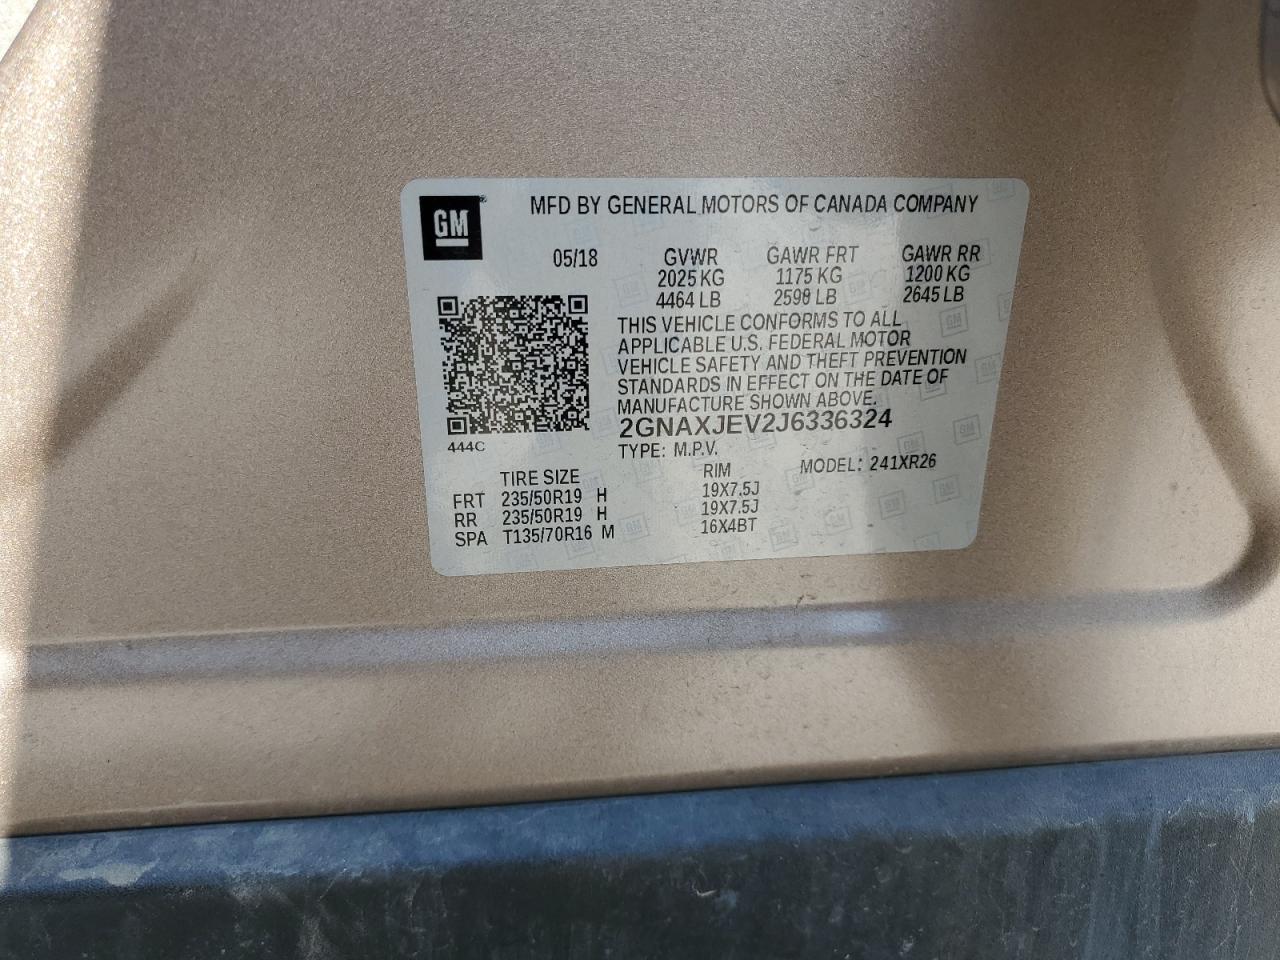 GM
MFD BY GENERAL MOTORS OF CANADA COMPANY
05/18 GVWR GAWR FRT GAWR RR
2025 KG 1175 KG 1200 KG
4464 LB 2590 LB 2645 LB
THIS VEHICLE CONFORMS TO ALL
APPLICABLE U.S. FEDERAL MOTOR
VEHICLE SAFETY AND THEFT PREVENTION
STANDARDS IN EFFECT ON THE DATE OF
MANUFACTURE SHOWN ABOVE.
2GNAXJEV2J6336324
444C
TYPE: M.P.V. MODEL: 241XR26
TIRE SIZE RIM
FRT 235/50R19 H 19X7.5J
RR 235/50R19 H 19X7.5J
SPA T135/70R16 M 16X4BT